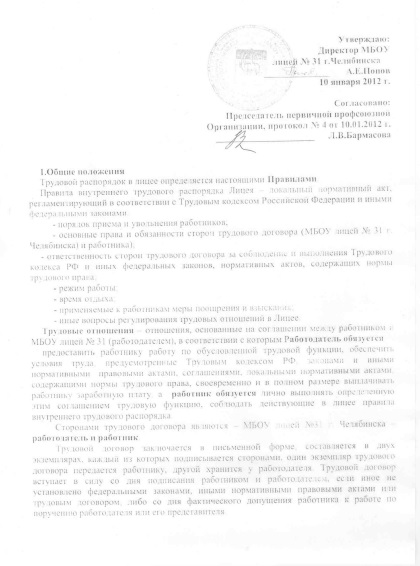 Утверждаю:
Директор МБОУ
лицей № 31 г.Челябинска
А.Е.Попов
10 января 2012 г.
Согласовано:
Председатель первичной профсоюзной
Организации, протокол № 4 от 10.01.2012 г.
Л.В.Бармасова
1.Общие положения
Трудовой распорядок в лицее определяется настоящими Правилами
Правила внутреннего трудового распорядка Лицея – локальный нормативный акт,
регламентирующий в соответствии с Трудовым кодексом Российской Федерации и иными
федеральными законами
- порядок приема и увольнения работников,
- основные права и обязанности сторон трудового договора (МБОУ лицей № 31 г.
Челябинска) и работника);
- ответственность сторон трудового договора за соблюдение и выполнения Трудового
кодекса РФ и иных федеральных законов, нормативных актов, содержащих нормы
трудового права,
- режим работы
- время отдыха
- применяемые к работникам меры поощрения и взыскания,
- иные вопросы регулирования трудовых отношений в Лицее.
Трудовые отношения – отношения, основанные на соглашении между работником и
МБОУ лицей № 31 (работодателем), в соответствии с которым Работодатель обязуется
предоставить работнику работу по обусловленной трудовой функции, обеспечить
условия труда, предусмотренные Трудовым кодексом РФ, законами и иными
нормативными правовыми актами, соглашениями, локальными нормативными актами,
содержащими нормы трудового права, своевременно и в полном размере выплачивать
работнику заработную плату, а работник обязуется лично выполнять определенную
этим соглашением трудовую функцию, соблюдать действующие в лицее правила
внутреннего трудового распорядка
Сторонами трудового договора являются – МБОУ лицей №31 г. Челябинска -
работодатель и работник
Трудовой договор заключается в письменной форме, составляется в двух
экземплярах, каждый из которых подписывается сторонами, один экземпляр трудового
договора передается работнику, другой хранится у работодателя. Трудовой договор
вступает в силу со дня подписания работником и работодателем, если иное не
установлено федеральными законами, иными нормативными правовыми актами или
трудовым договором, либо со дня фактического допущения работника к работе по
поручению работодателя или его представителя